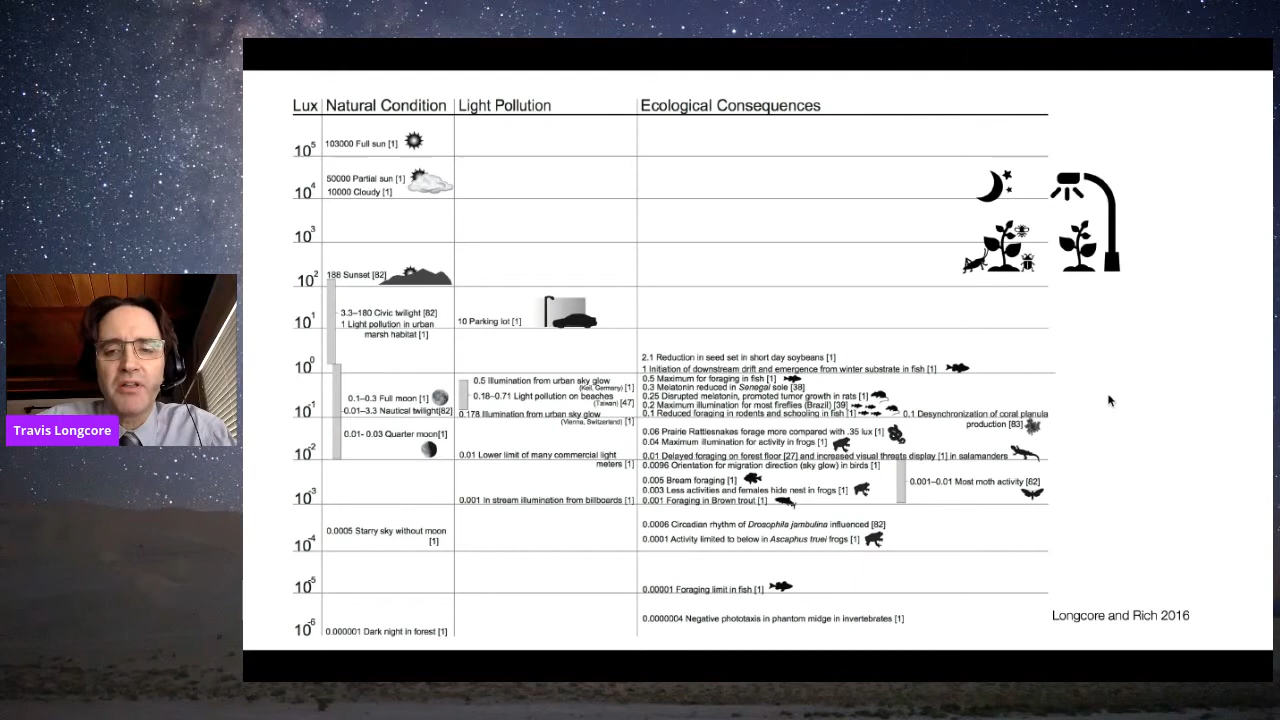 Lux Natural Condition Light Pollution Ecological Consequences
10^5 103000 Full sun [1]
50000 Partial sun [1]
10^4 10000 Cloudy [1]
10^3
10^2 188 Sunset [82]
3.3–180 Civic twilight [82]
10^1 1 Light pollution in urban
marsh habitat [1]
10 Parking lot [1]
10^0
0.1–0.3 Full moon [1]
10^-1 0.01–3.3 Nautical twilight[82]
0.01- 0.03 Quarter moon[1]
10^-2
10^-3
0.0005 Starry sky without moon
[1]
10^-4
10^-5
10^-6 0.000001 Dark night in forest [1]
0.5 Illumination from urban sky glow
(Keil, Germany) [1]
0.18–0.71 Light pollution on beaches
(Taiwan) [47]
0.178 Illumination from urban sky glow
(Vienna, Switzerland) [1]
0.01 Lower limit of many commercial light
meters [1]
0.001 In stream illumination from billboards [1]
2.1 Reduction in seed set in short day soybeans [1]
1 Initiation of downstream drift and emergence from winter substrate in fish [1]
0.5 Maximum for foraging in fish [1]
0.3 Melatonin reduced in Senegal sole [38]
0.25 Disrupted melatonin, promoted tumor growth in rats [1]
0.2 Maximum illumination for most fireflies (Brazil) [39]
0.1 Reduced foraging in rodents and schooling in fish [1]
0.1 Desynchronization of coral planula
production [83]
0.06 Prairie Rattlesnakes forage more compared with .35 lux [1]
0.04 Maximum illumination for activity in frogs [1]
0.01 Delayed foraging on forest floor [27] and increased visual threats display [1] in salamanders
0.0096 Orientation for migration direction (sky glow) in birds [1]
0.005 Bream foraging [1]
0.001–0.01 Most moth activity [62]
0.003 Less activities and females hide nest in frogs [1]
0.001 Foraging in Brown trout [1]
0.0006 Circadian rhythm of Drosophila jambulina influenced [82]
0.0001 Activity limited to below in Ascaphus truei frogs [1]
0.00001 Foraging limit in fish [1]
0.0000004 Negative phototaxis in phantom midge in invertebrates [1]
Longcore and Rich 2016
Travis Longcore